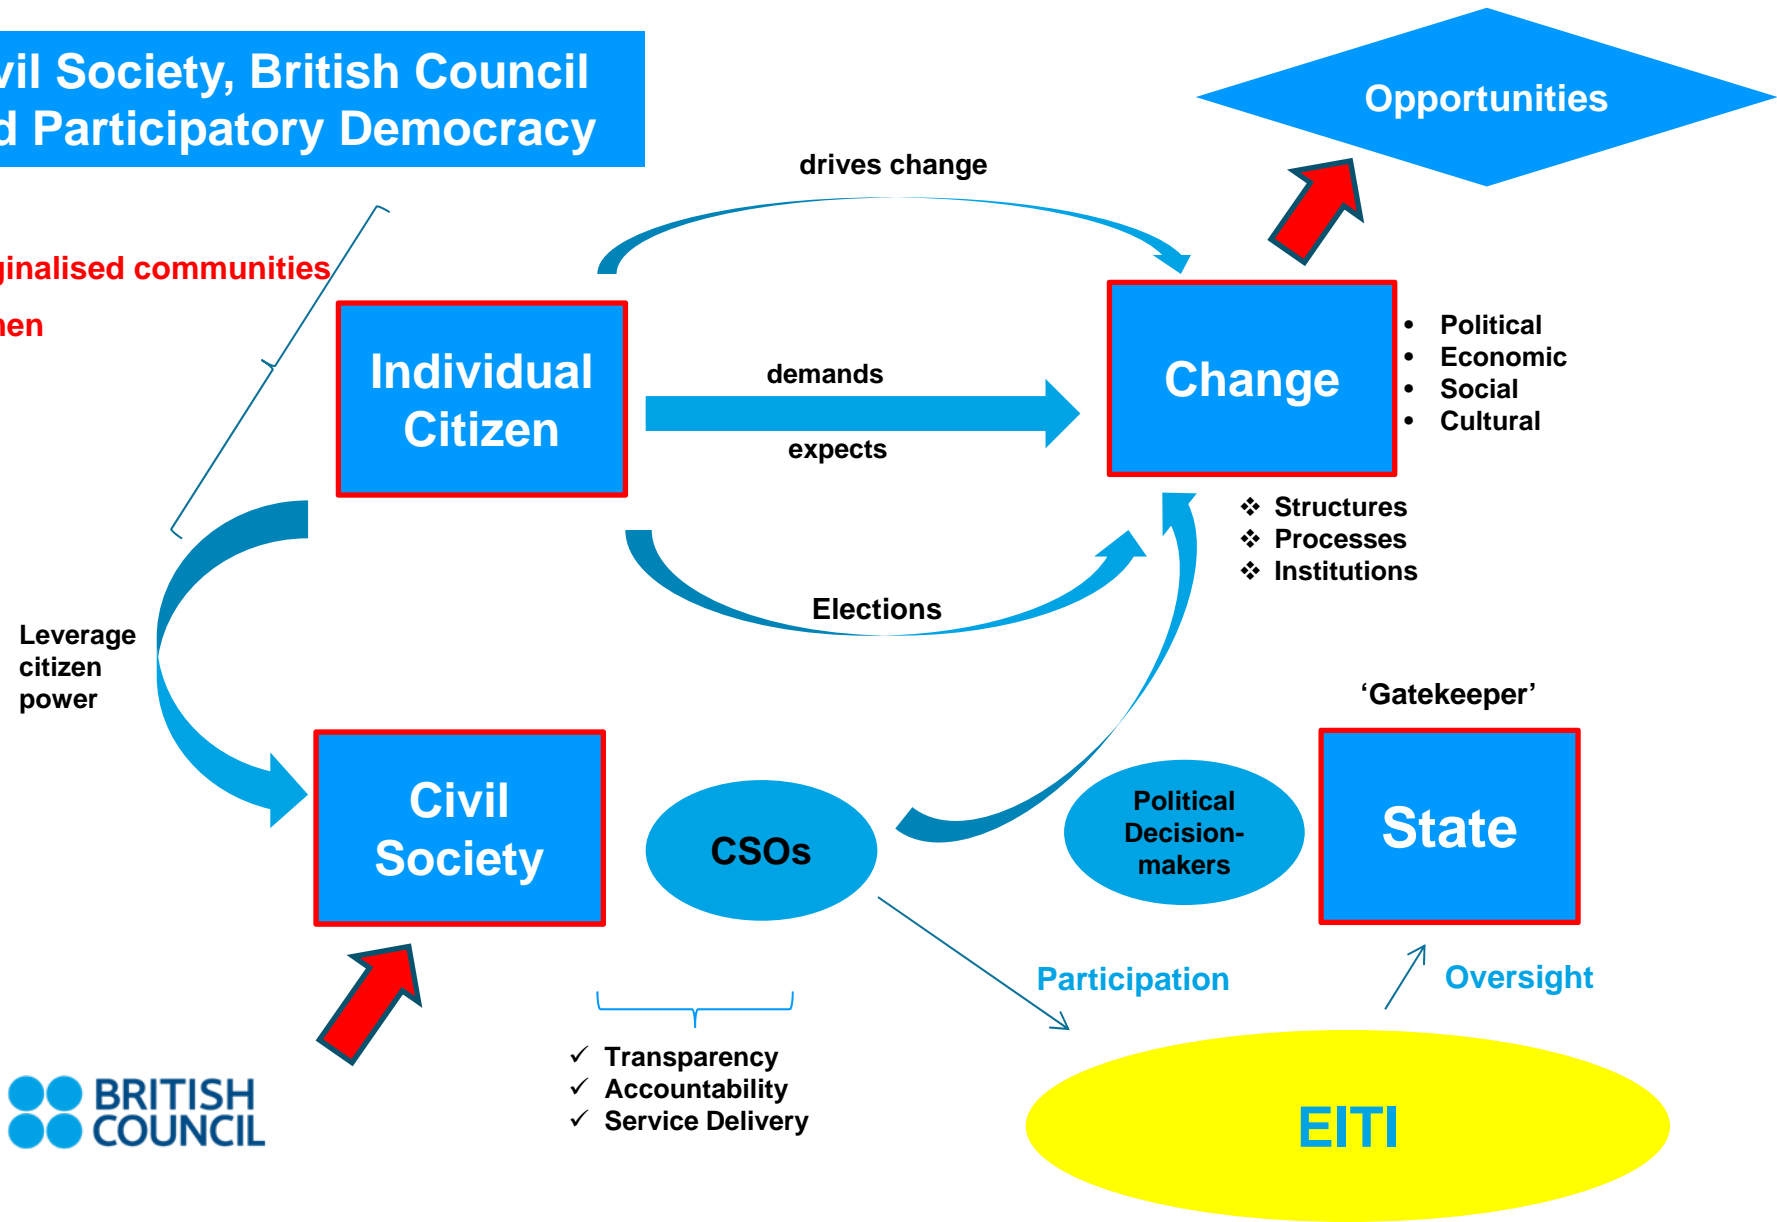 vil Society, British Council
d Participatory Democracy
Opportunities
drives change
ginalised communities
men
Individual
Citizen
demands
expects
Change
• Political
• Economic
• Social
• Cultural
❖ Structures
❖ Processes
❖ Institutions
Elections
Leverage
citizen
power
‘Gatekeeper’
Civil
Society
CSOs
Political
Decision-
makers
State
Participation
Oversight
✓ Transparency
✓ Accountability
✓ Service Delivery
EITI
BRITISH
COUNCIL